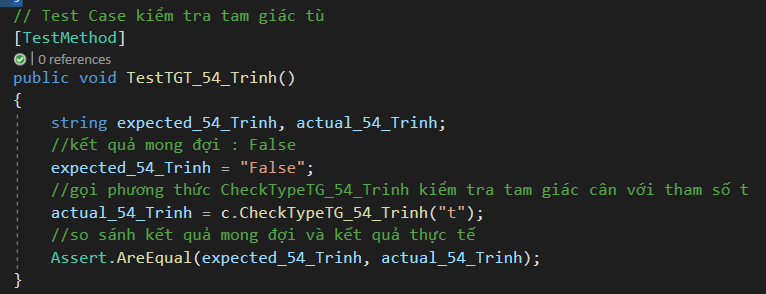 // Test Case kiểm tra tam giác tù
[TestMethod]
| 0 references
public void TestTGT_54_Trinh()
{
string expected_54_Trinh, actual_54_Trinh;
//kết quả mong đợi : False
expected_54_Trinh = "False";
//gọi phương thức CheckTypeTG_54_Trinh kiểm tra tam giác cân với tham số t
actual_54_Trinh = c.CheckTypeTG_54_Trinh("t");
//so sánh kết quả mong đợi và kết quả thực tế
Assert.AreEqual(expected_54_Trinh, actual_54_Trinh);
}